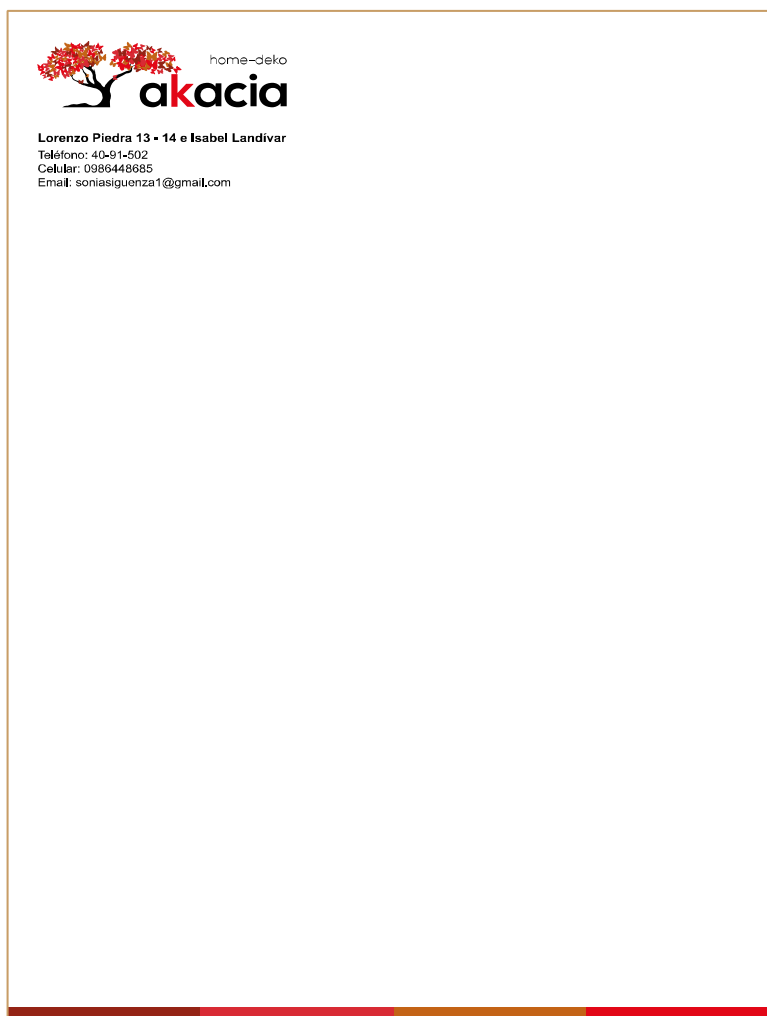 home-deko
akacia
Lorenzo Piedra 13 - 14 e Isabel Landívar
Teléfono: 40-91-502
Celular: 0986448685
Email: soniasiguenza1@gmail.com